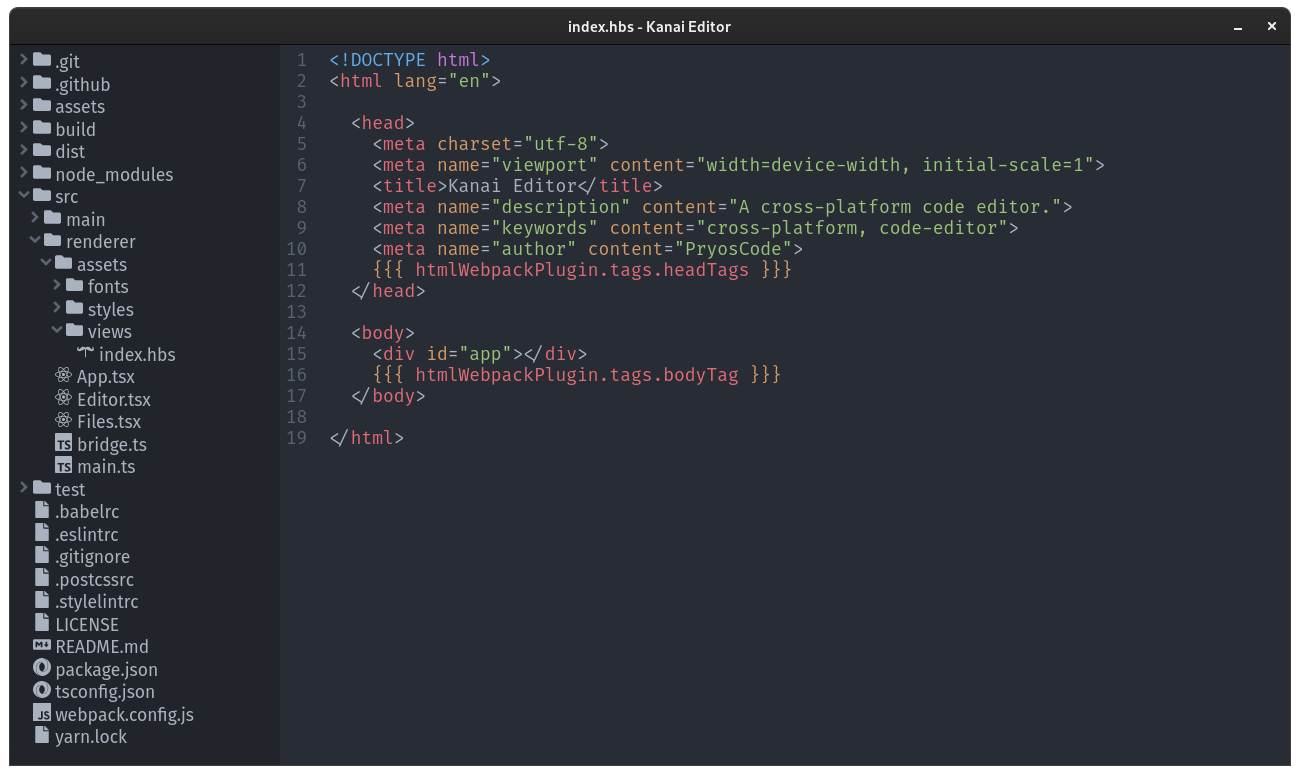 index.hbs - Kanai Editor
.git
.github
assets
build
dist
node_modules
src
main
renderer
assets
fonts
styles
views
index.hbs
App.tsx
Editor.tsx
Files.tsx
TS bridge.ts
TS main.ts
test
.babelrc
.eslintrc
.gitignore
.postcssrc
.stylelintrc
LICENSE
M README.md
package.json
tsconfig.json
JS webpack.config.js
yarn.lock
1 <!DOCTYPE html>
2 <html lang="en">
3
4 <head>
5 <meta charset="utf-8">
6 <meta name="viewport" content="width=device-width, initial-scale=1">
7 <title>Kanai Editor</title>
8 <meta name="description" content="A cross-platform code editor.">
9 <meta name="keywords" content="cross-platform, code-editor">
10 <meta name="author" content="PryosCode">
11 {{{ htmlWebpackPlugin.tags.headTags }}}
12 </head>
13
14 <body>
15 <div id="app"></div>
16 {{{ htmlWebpackPlugin.tags.bodyTag }}}
17 </body>
18
19 </html>